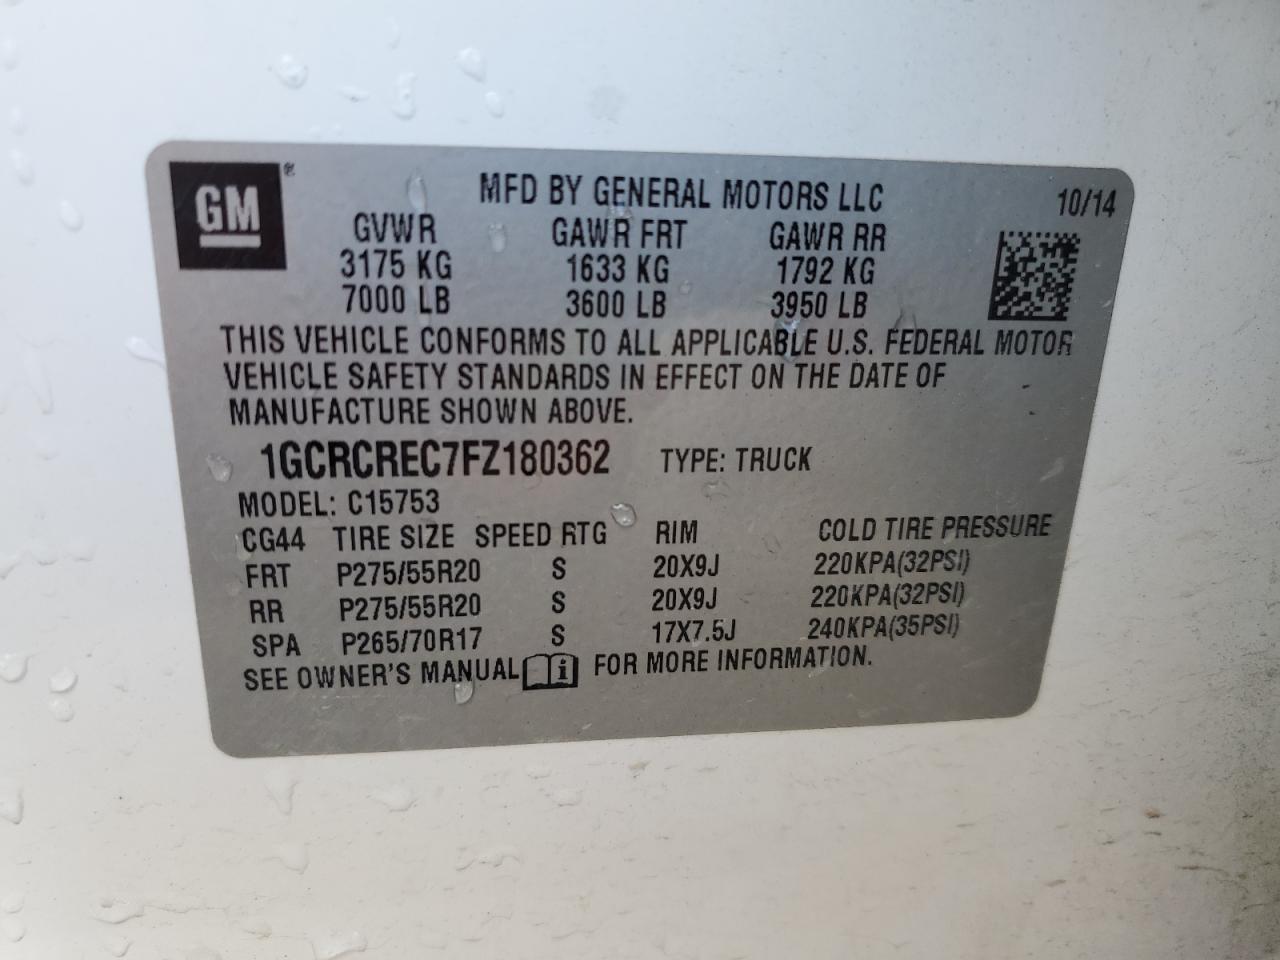 GM ®
MFD BY GENERAL MOTORS LLC 10/14
GVWR GAWR FRT GAWR RR
3175 KG 1633 KG 1792 KG
7000 LB 3600 LB 3950 LB
THIS VEHICLE CONFORMS TO ALL APPLICABLE U.S. FEDERAL MOTOR
VEHICLE SAFETY STANDARDS IN EFFECT ON THE DATE OF
MANUFACTURE SHOWN ABOVE.
1GCRCREC7FZ180362 TYPE: TRUCK
MODEL: C15753
CG44 TIRE SIZE SPEED RTG RIM COLD TIRE PRESSURE
FRT P275/55R20 S 20X9J 220KPA(32PSI)
RR P275/55R20 S 20X9J 220KPA(32PSI)
SPA P265/70R17 S 17X7.5J 240KPA(35PSI)
SEE OWNER'S MANUAL i FOR MORE INFORMATION.